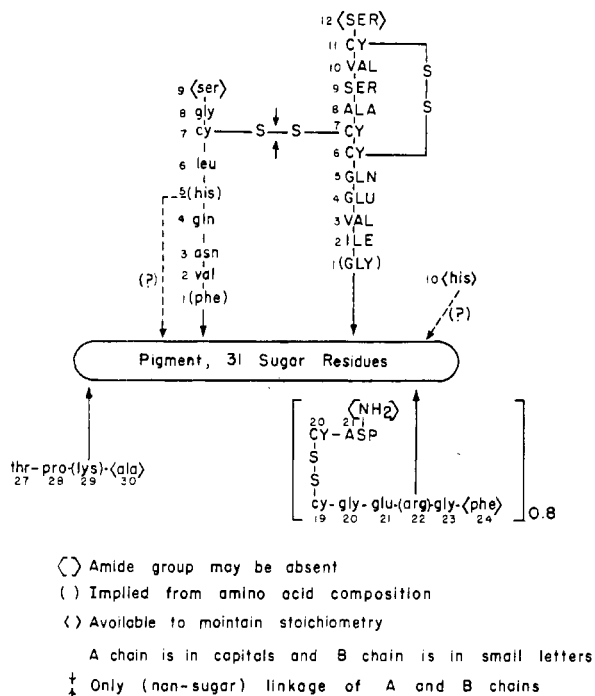 12 ⟨SER⟩
11 CY
10 VAL
9 SER
8 ALA
7 CY
6 CY
5 GLN
4 GLU
3 VAL
2 ILE
1 (GLY)
S
S
9 ⟨ser⟩
8 gly
7 cy
S S
6 leu
5 (his)
4 gln
3 asn
2 val
1 (phe)
(?)
10 ⟨his⟩
(?)
Pigment, 31 Sugar Residues
thr-pro-(lys)-⟨ala⟩
27 28 29 30
⟨NH2⟩
20 21
CY-ASP
S
S
cy-gly-glu-(arg)-gly-⟨phe⟩
19 20 21 22 23 24
0.8
⟨⟩ Amide group may be absent
( ) Implied from amino acid composition
⟨⟩ Available to maintain stoichiometry
A chain is in capitals and B chain is in small letters
Only (non-sugar) linkage of A and B chains